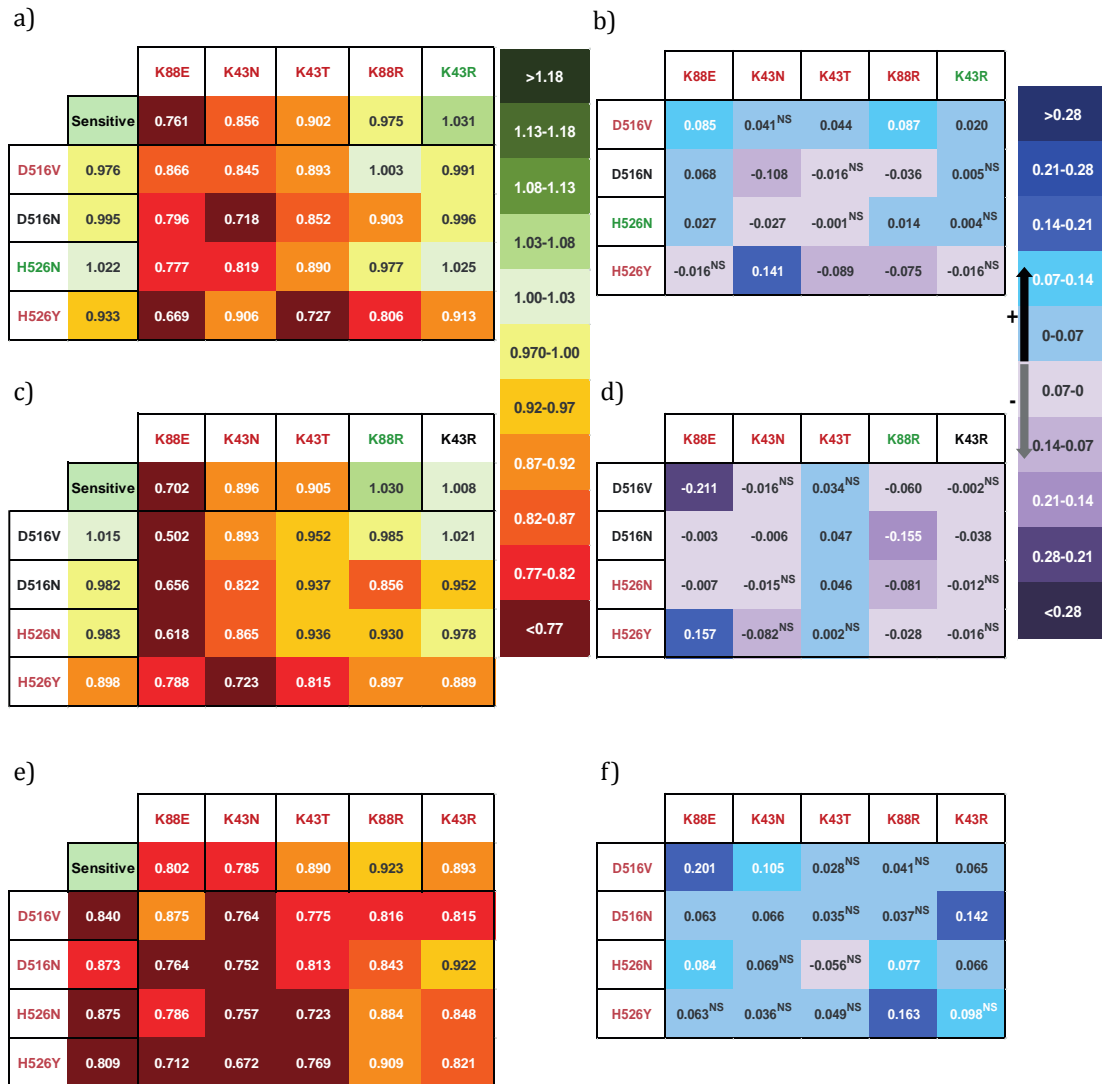 a)
K88E K43N K43T K88R K43R
Sensitive 0.761 0.856 0.902 0.975 1.031
D516V 0.976 0.866 0.845 0.893 1.003 0.991
D516N 0.995 0.796 0.718 0.852 0.903 0.996
H526N 1.022 0.777 0.819 0.890 0.977 1.025
H526Y 0.933 0.669 0.906 0.727 0.806 0.913
>1.18
1.13-1.18
1.08-1.13
1.03-1.08
1.00-1.03
0.970-1.00
0.92-0.97
0.87-0.92
0.82-0.87
0.77-0.82
<0.77
b)
K88E K43N K43T K88R K43R
D516V 0.085 0.041NS 0.044 0.087 0.020
D516N 0.068 -0.108 -0.016NS -0.036 0.005NS
H526N 0.027 -0.027 -0.001NS 0.014 0.004NS
H526Y -0.016NS 0.141 -0.089 -0.075 -0.016NS
>0.28
0.21-0.28
0.14-0.21
0.07-0.14
+
0-0.07
0.07-0
-
0.14-0.07
0.21-0.14
0.28-0.21
<0.28
c)
K88E K43N K43T K88R K43R
Sensitive 0.702 0.896 0.905 1.030 1.008
D516V 1.015 0.502 0.893 0.952 0.985 1.021
D516N 0.982 0.656 0.822 0.937 0.856 0.952
H526N 0.983 0.618 0.865 0.936 0.930 0.978
H526Y 0.898 0.788 0.723 0.815 0.897 0.889
d)
K88E K43N K43T K88R K43R
D516V -0.211 -0.016NS 0.034NS -0.060 -0.002NS
D516N -0.003 -0.006 0.047 -0.155 -0.038
H526N -0.007 -0.015NS 0.046 -0.081 -0.012NS
H526Y 0.157 -0.082NS 0.002NS -0.028 -0.016NS
e)
K88E K43N K43T K88R K43R
Sensitive 0.802 0.785 0.890 0.923 0.893
D516V 0.840 0.875 0.764 0.775 0.816 0.815
D516N 0.873 0.764 0.752 0.813 0.843 0.922
H526N 0.875 0.786 0.757 0.723 0.884 0.848
H526Y 0.809 0.712 0.672 0.769 0.909 0.821
f)
K88E K43N K43T K88R K43R
D516V 0.201 0.105 0.028NS 0.041NS 0.065
D516N 0.063 0.066 0.035NS 0.037NS 0.142
H526N 0.084 0.069NS -0.056NS 0.077 0.066
H526Y 0.063NS 0.036NS 0.049NS 0.163 0.098NS